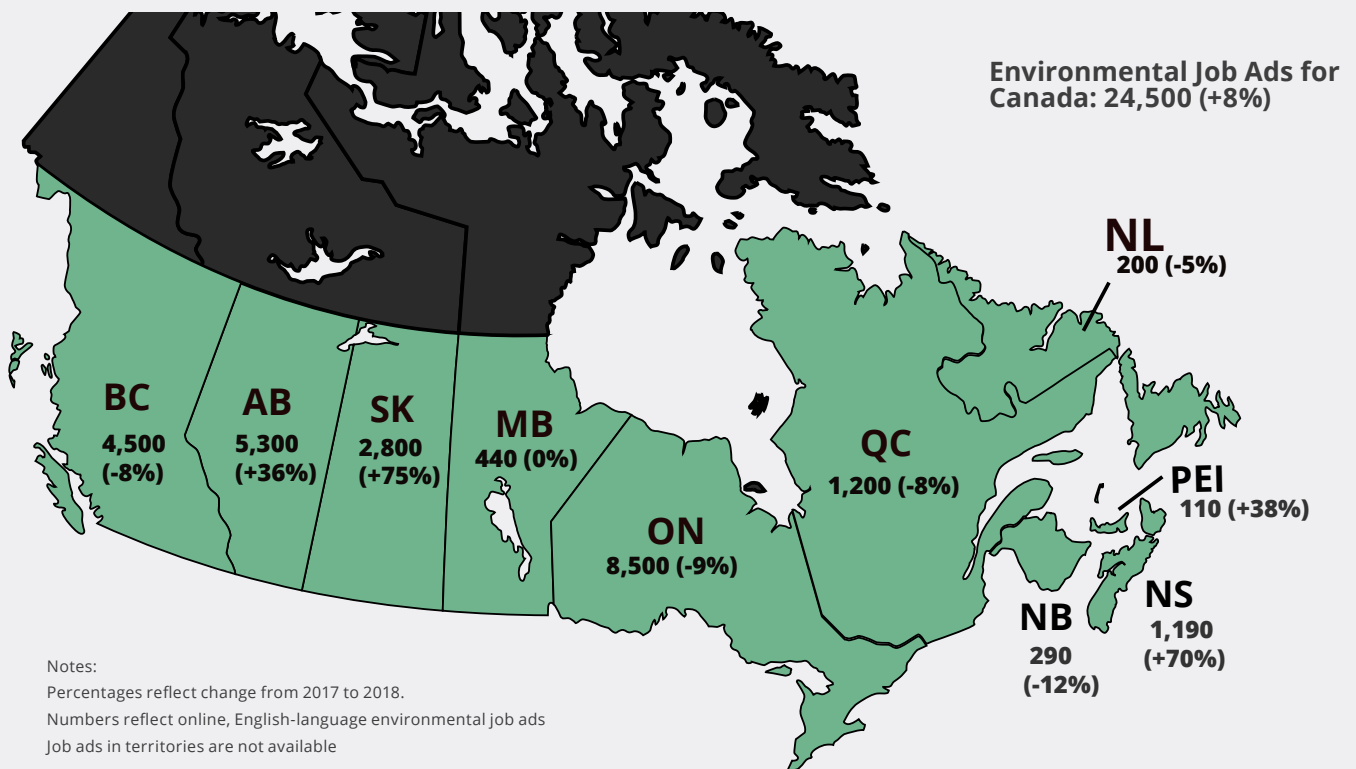 Environmental Job Ads for
Canada: 24,500 (+8%)
NL
200 (-5%)
BC
4,500
(-8%)
AB
5,300
(+36%)
SK
2,800
(+75%)
MB
440 (0%)
ON
8,500 (-9%)
QC
1,200 (-8%)
PEI
110 (+38%)
NB
290
(-12%)
NS
1,190
(+70%)
Notes:
Percentages reflect change from 2017 to 2018.
Numbers reflect online, English-language environmental job ads
Job ads in territories are not available